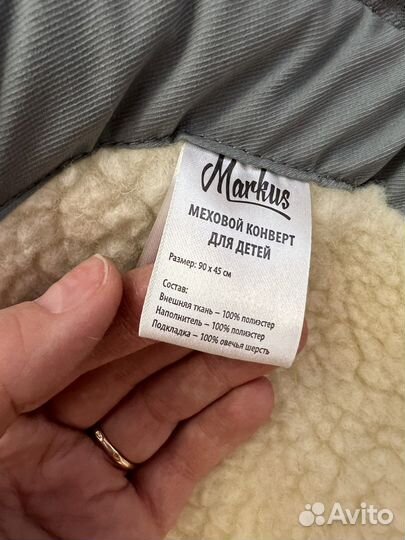 Markus
МЕХОВОЙ КОНВЕРТ
ДЛЯ ДЕТЕЙ
Размер: 90 x 45 см
Состав:
Внешняя ткань – 100% полиэстер
Наполнитель – 100% полиэстер
Подкладка – 100% овечья шерсть
Avito